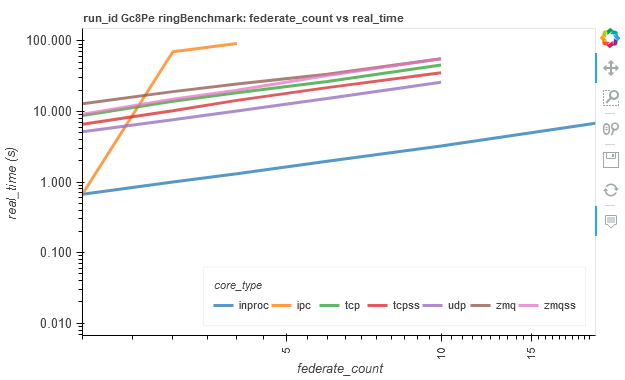 run_id Gc8Pe ringBenchmark: federate_count vs real_time
100.000
10.000
1.000
0.100
0.010
real_time (s)
core_type
inproc ipc tcp tcpss udp zmq zmqss
5 10 15
federate_count